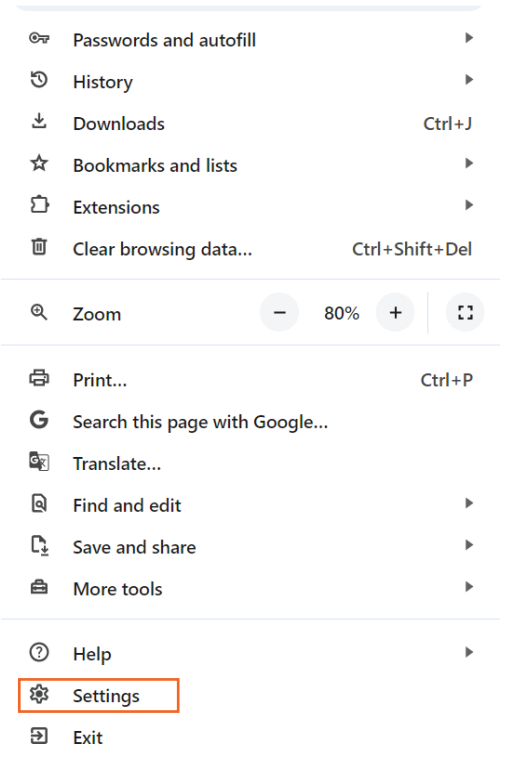 Passwords and autofill
History
Downloads Ctrl+J
Bookmarks and lists
Extensions
Clear browsing data... Ctrl+Shift+Del
Zoom − 80% +
Print... Ctrl+P
Search this page with Google...
Translate...
Find and edit
Save and share
More tools
Help
Settings
Exit